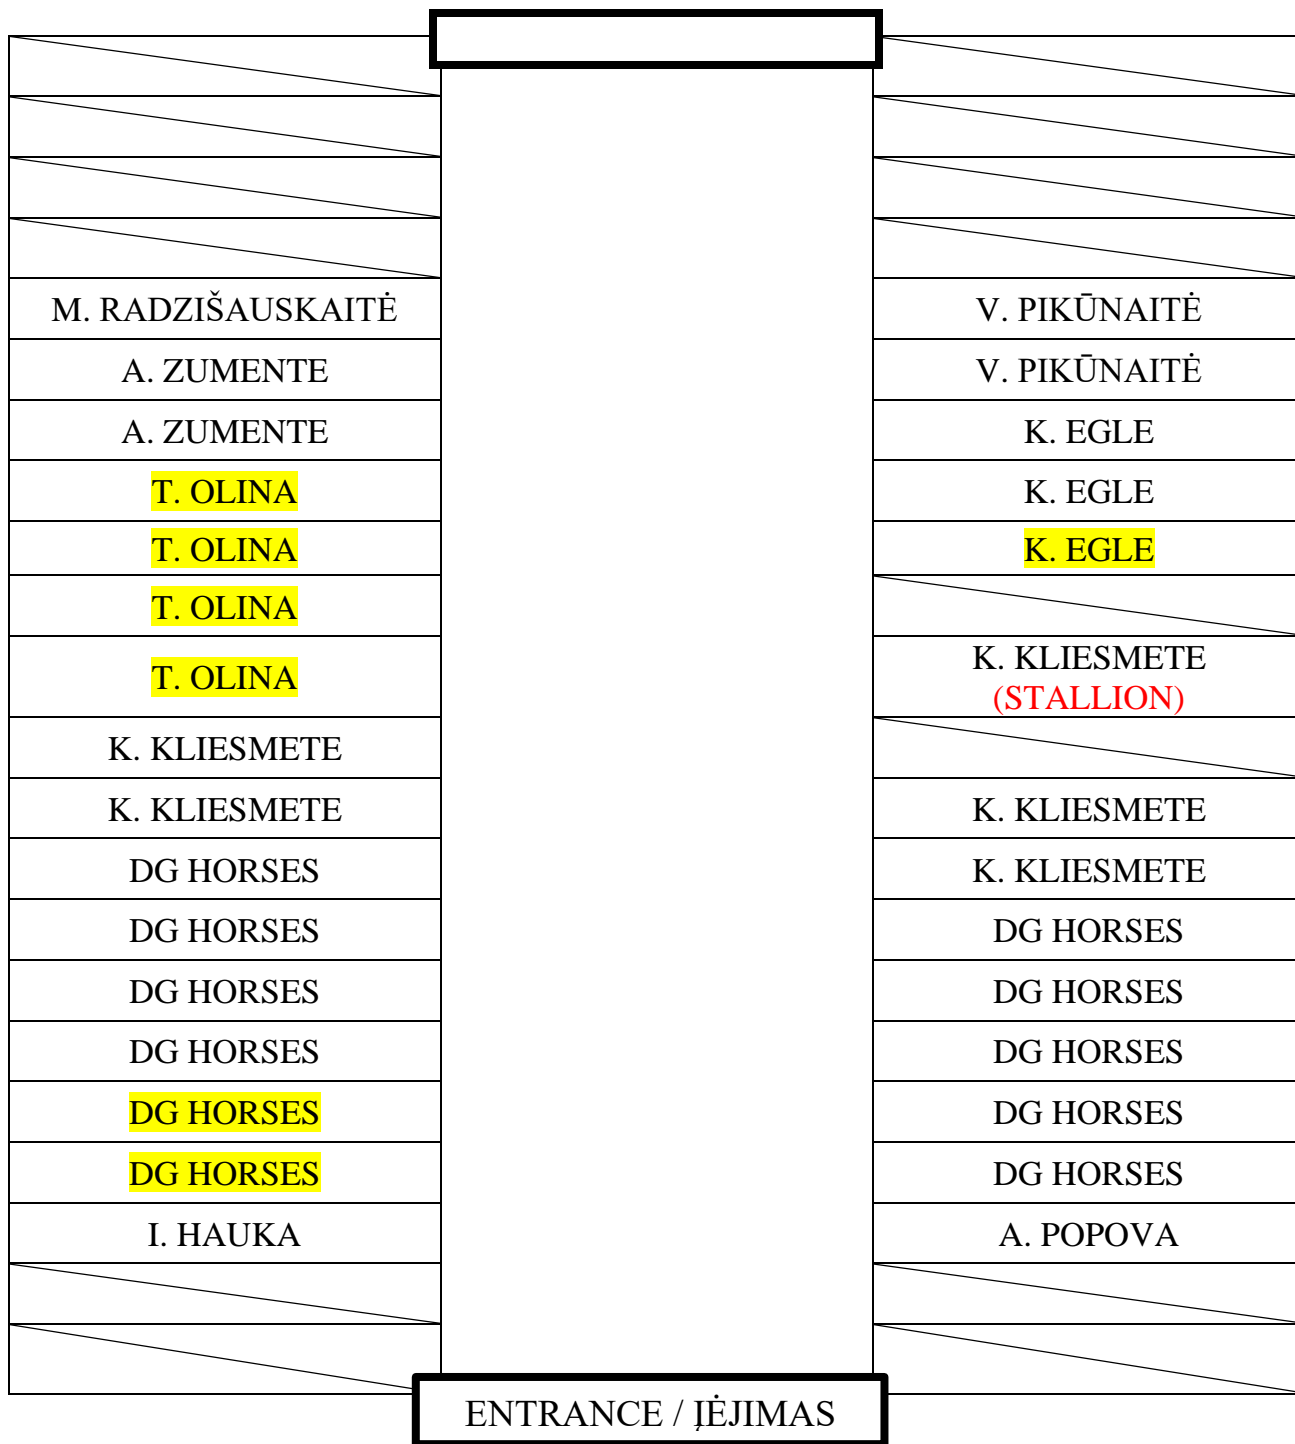 M. RADZIŠAUSKAITĖ
V. PIKŪNAITĖ
A. ZUMENTE
V. PIKŪNAITĖ
A. ZUMENTE
K. EGLE
T. OLINA
K. EGLE
T. OLINA
K. EGLE
T. OLINA
T. OLINA
K. KLIESMETE
(STALLION)
K. KLIESMETE
K. KLIESMETE
K. KLIESMETE
DG HORSES
K. KLIESMETE
DG HORSES
DG HORSES
DG HORSES
DG HORSES
DG HORSES
DG HORSES
DG HORSES
DG HORSES
DG HORSES
DG HORSES
I. HAUKA
A. POPOVA
ENTRANCE / ĮĖJIMAS